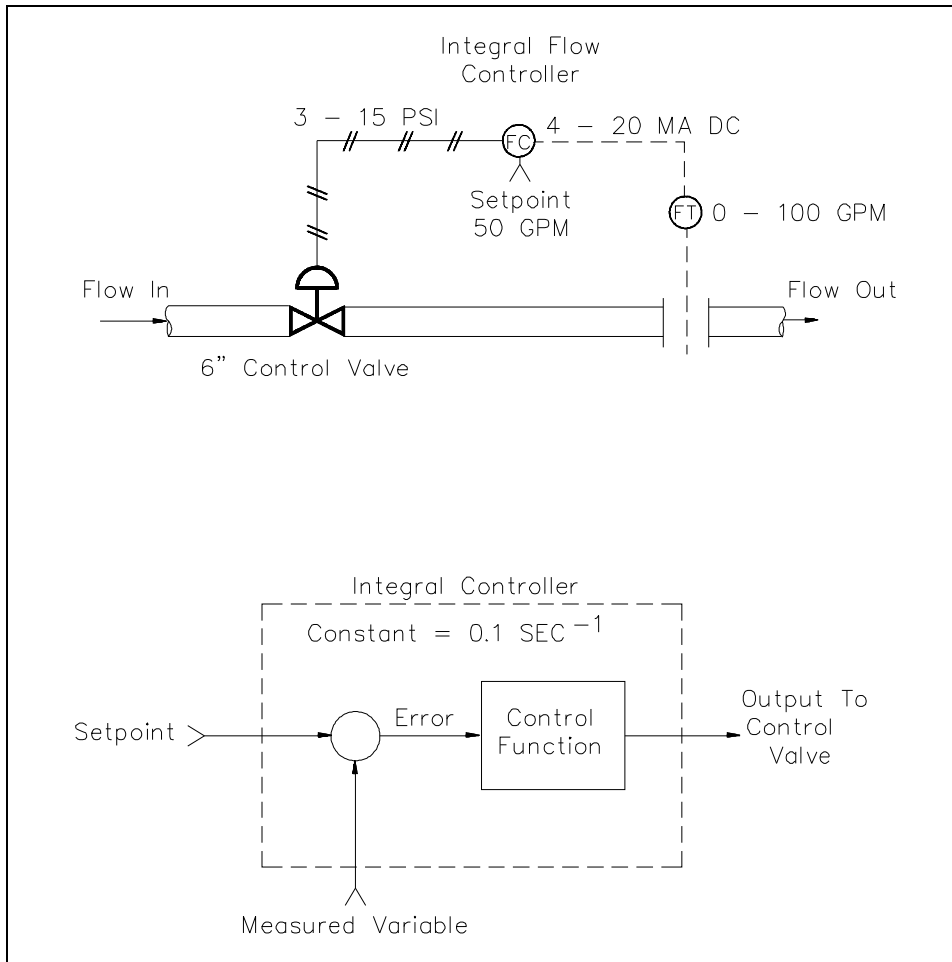 Integral Flow
Controller
3 - 15 PSI
FC
4 - 20 MA DC
Setpoint
50 GPM
FT
0 - 100 GPM
Flow In
Flow Out
6" Control Valve
Integral Controller
Constant = 0.1 SEC⁻¹
Setpoint
Error
Control
Function
Output To
Control
Valve
Measured Variable